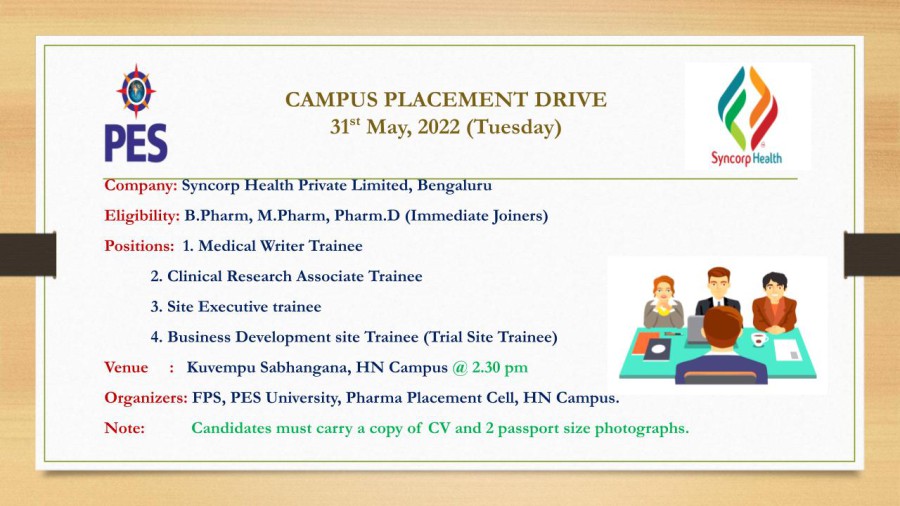 PES
CAMPUS PLACEMENT DRIVE
31st May, 2022 (Tuesday)
Syncorp Health
Company: Syncorp Health Private Limited, Bengaluru
Eligibility: B.Pharm, M.Pharm, Pharm.D (Immediate Joiners)
Positions: 1. Medical Writer Trainee
2. Clinical Research Associate Trainee
3. Site Executive trainee
4. Business Development site Trainee (Trial Site Trainee)
Venue : Kuvempu Sabhangana, HN Campus @ 2.30 pm
Organizers: FPS, PES University, Pharma Placement Cell, HN Campus.
Note: Candidates must carry a copy of CV and 2 passport size photographs.